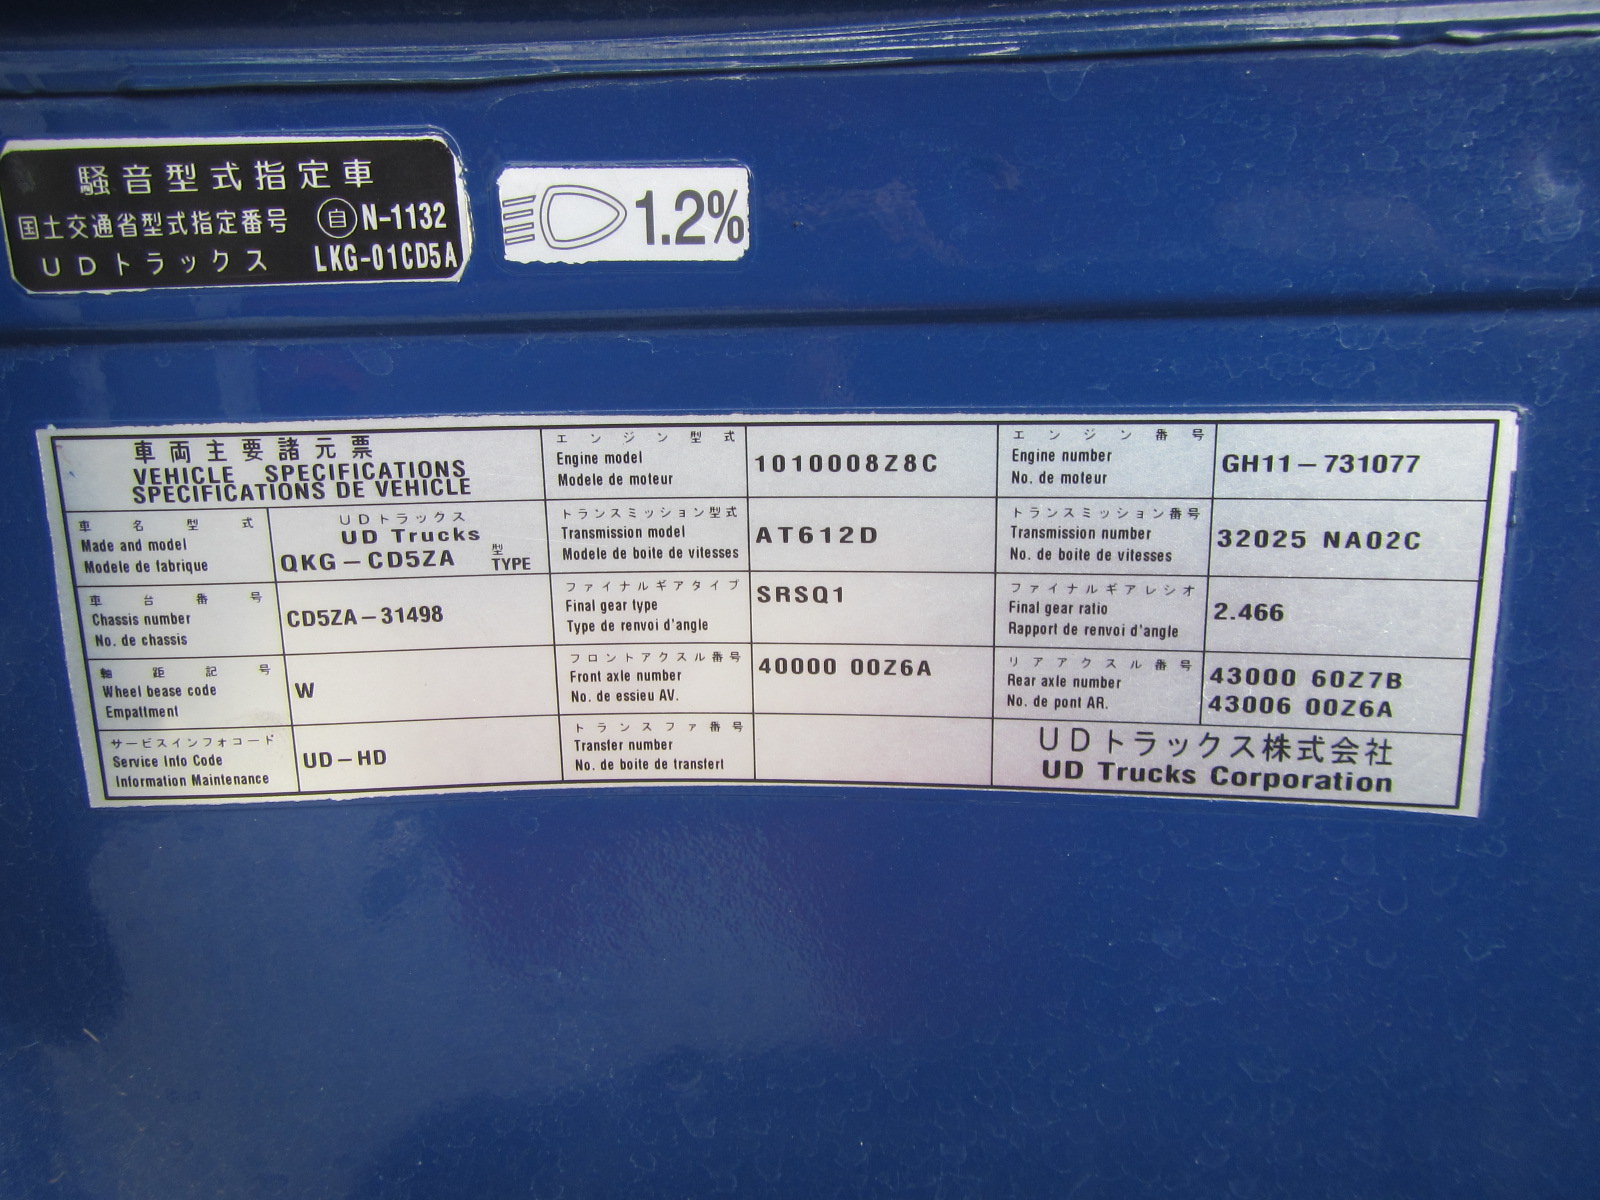 騒音型式指定車
国土交通省型式指定番号 自 N-1132
UDトラックス LKG-01CD5A
1.2%
車両主要諸元票
VEHICLE SPECIFICATIONS
SPECIFICATIONS DE VEHICLE
車名型式
Made and model
Modele de fabrique
UDトラックス
UD Trucks
QKG-CD5ZA 型 TYPE
車台番号
Chassis number
No. de chassis
CD5ZA-31498
軸距記号
Wheel bease code
Empattment
W
サービスインフォコード
Service Info Code
Information Maintenance
UD-HD
エンジン型式
Engine model
Modele de moteur
1010008Z8C
トランスミッション型式
Transmission model
Modele de boite de vitesses
AT612D
ファイナルギアタイプ
Final gear type
Type de renvoi d'angle
SRSQ1
フロントアクスル番号
Front axle number
No. de essieu AV.
40000 00Z6A
トランスファ番号
Transfer number
No. de boite de transfert
エンジン番号
Engine number
No. de moteur
GH11-731077
トランスミッション番号
Transmission number
No. de boite de vitesses
32025 NA02C
ファイナルギアレシオ
Final gear ratio
Rapport de renvoi d'angle
2.466
リアアクスル番号
Rear axle number
No. de pont AR.
43000 60Z7B
43006 00Z6A
UDトラックス株式会社
UD Trucks Corporation